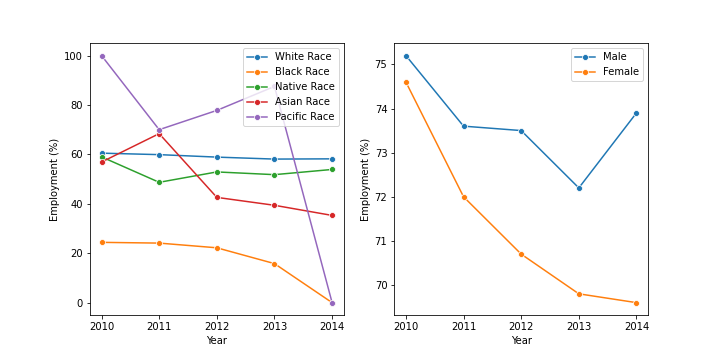 100
80
60
40
20
0
Employment (%)
2010 2011 2012 2013 2014
Year
White Race
Black Race
Native Race
Asian Race
Pacific Race
75
74
73
72
71
70
Employment (%)
2010 2011 2012 2013 2014
Year
Male
Female